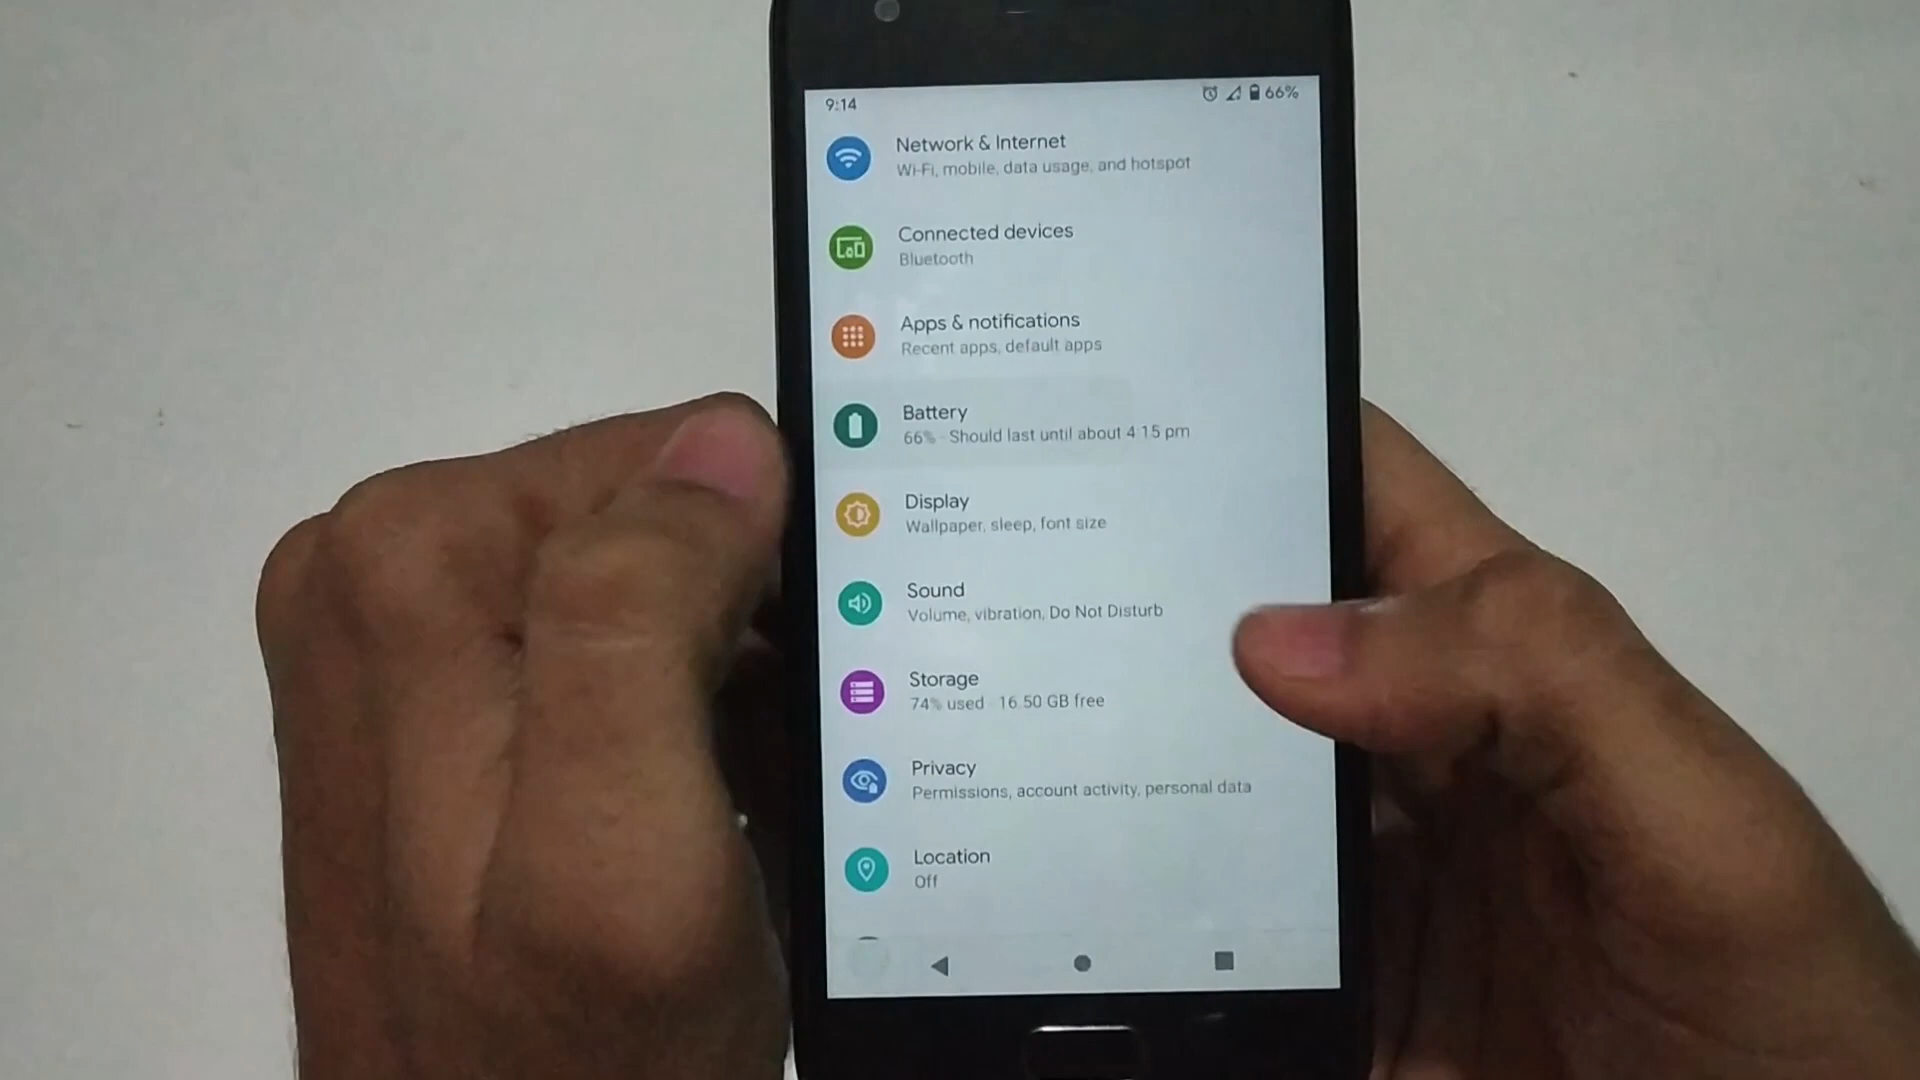 9:14
66%
Network & Internet
Wi-Fi, mobile, data usage, and hotspot
Connected devices
Bluetooth
Apps & notifications
Recent apps, default apps
Battery
66% - Should last until about 4:15 pm
Display
Wallpaper, sleep, font size
Sound
Volume, vibration, Do Not Disturb
Storage
74% used - 16.50 GB free
Privacy
Permissions, account activity, personal data
Location
Off